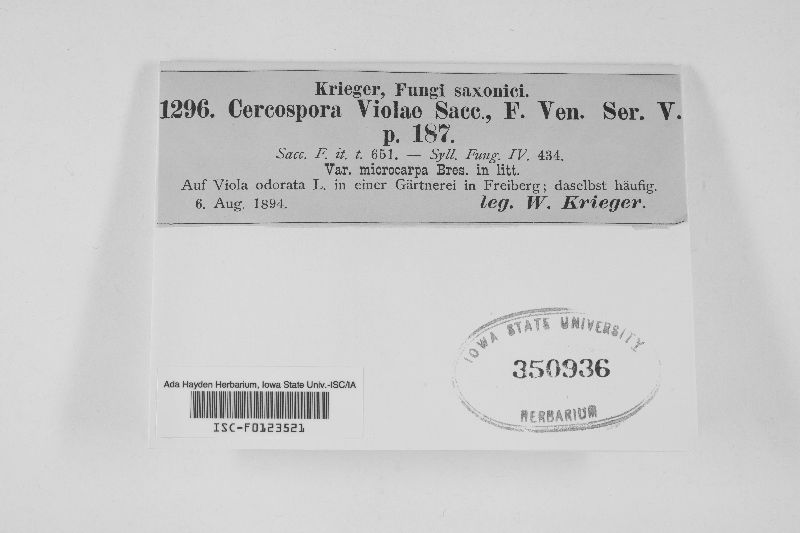 Krieger, Fungi saxonici.
1296. Cercospora Violae Sacc., F. Ven. Ser. V.
p. 187.
Sacc. F. it. t. 651. — Syll. Fung. IV. 434.
Var. microcarpa Bres. in litt.
Auf Viola odorata L. in einer Gärtnerei in Freiberg; daselbst häufig.
6. Aug. 1894. leg. W. Krieger.
IOWA STATE UNIVERSITY
350936
HERBARIUM
Ada Hayden Herbarium, Iowa State Univ.-ISC/IA
ISC-F0123521